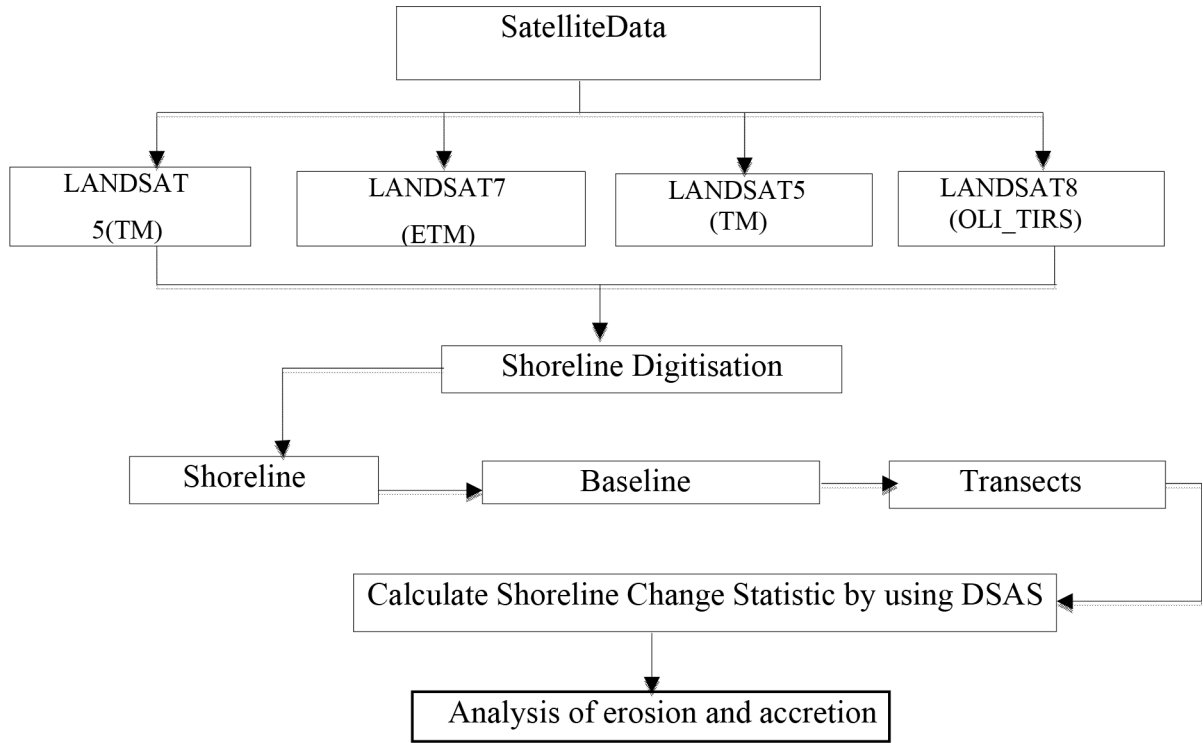 SatelliteData
LANDSAT
5(TM)
LANDSAT7
(ETM)
LANDSAT5
(TM)
LANDSAT8
(OLI_TIRS)
Shoreline Digitisation
Shoreline
Baseline
Transects
Calculate Shoreline Change Statistic by using DSAS
Analysis of erosion and accretion